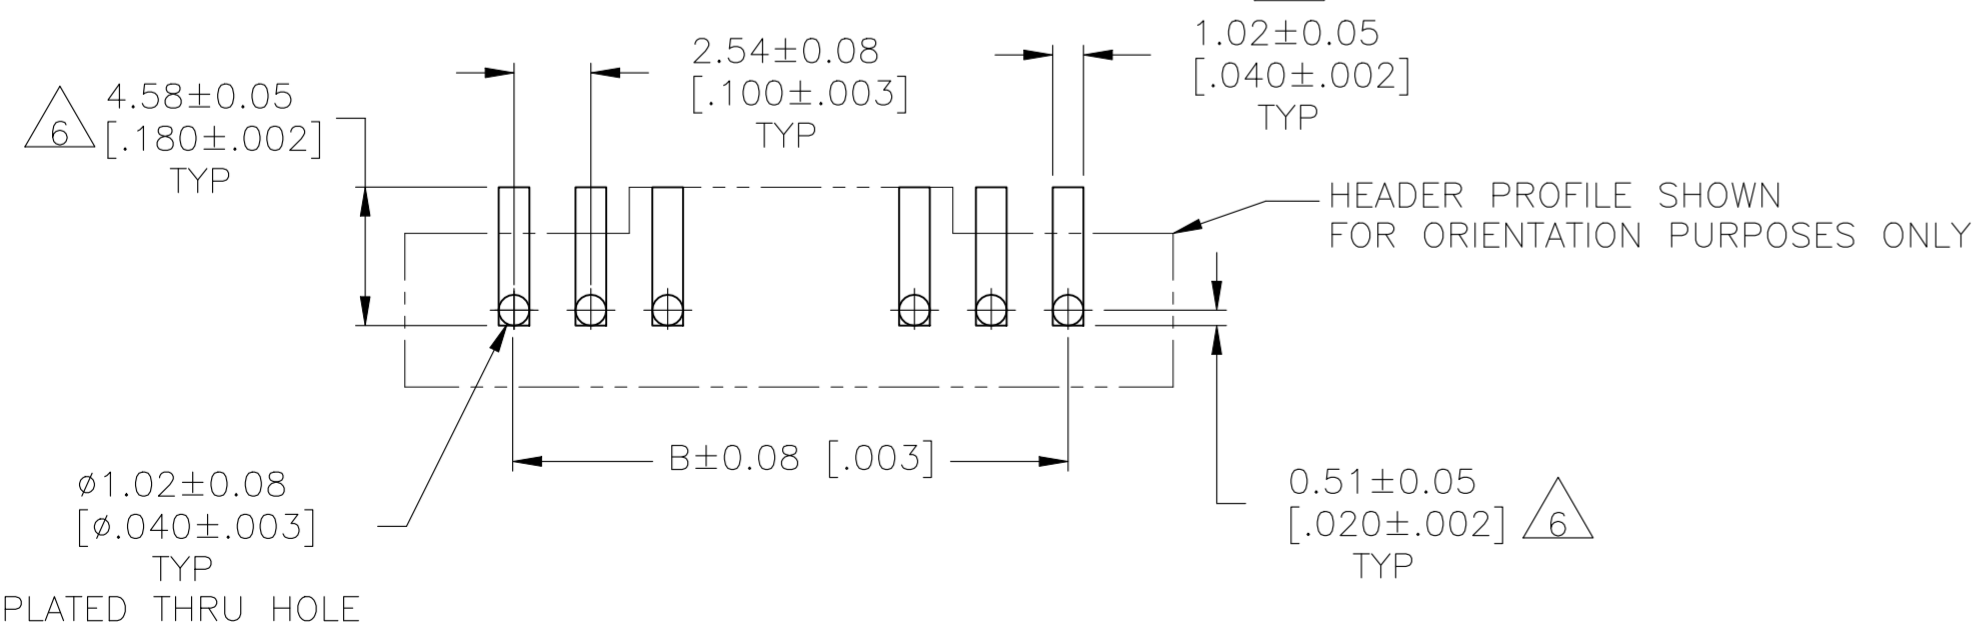 4.58±0.05
[.180±.002]
TYP
6
2.54±0.08
[.100±.003]
TYP
1.02±0.05
[.040±.002]
TYP
HEADER PROFILE SHOWN
FOR ORIENTATION PURPOSES ONLY
B±0.08 [.003]
ø1.02±0.08
[ø.040±.003]
TYP
PLATED THRU HOLE
0.51±0.05
[.020±.002]
TYP
6